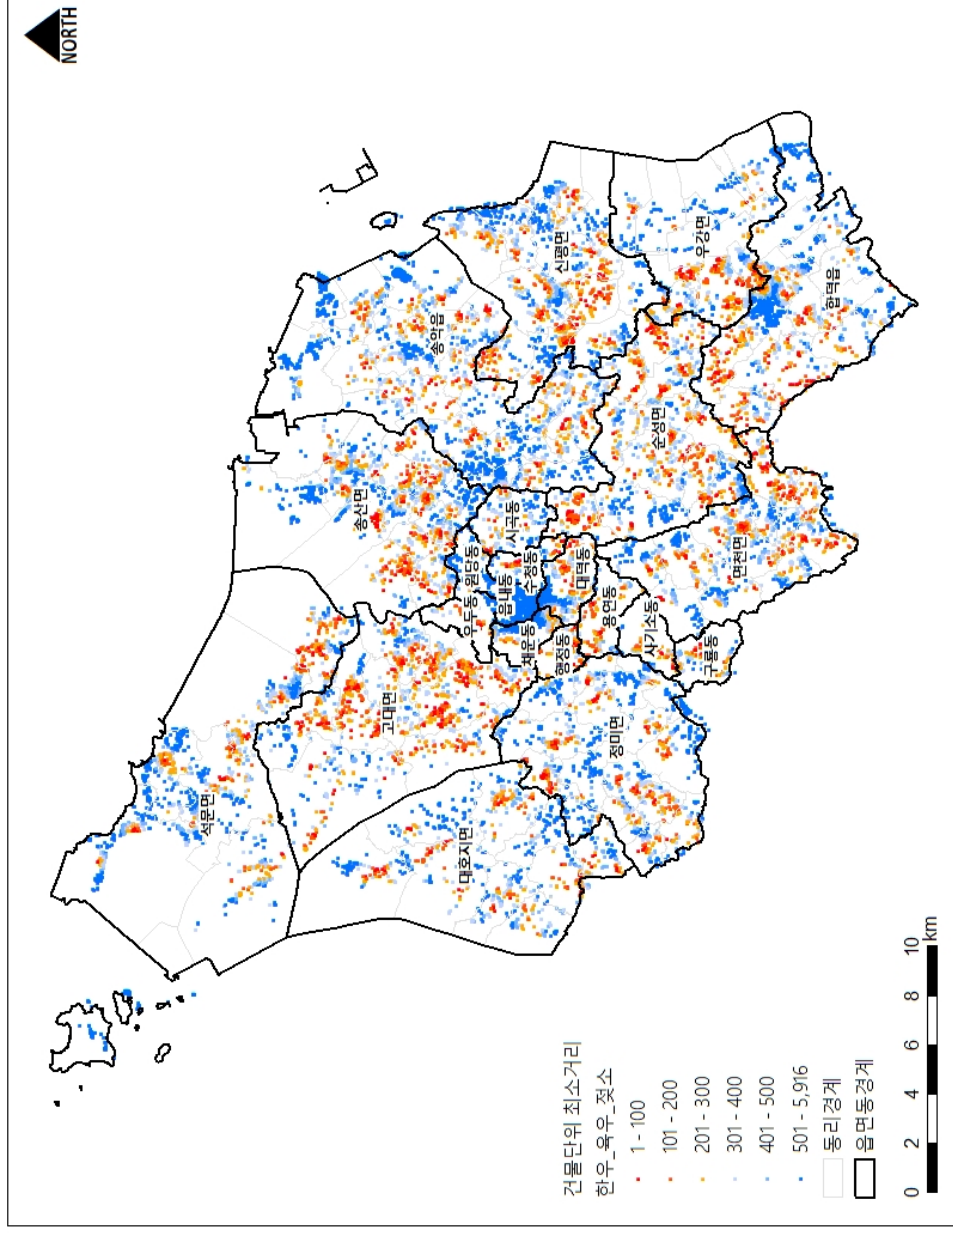 NORTH
석문면
고대면
대호지면
정미면
송산면
송악읍
신평면
우강면
합덕읍
순성면
면천면
구룡동
사기소동
용연동
행정동
채운동
우두동
원당동
읍내동
수청동
시곡동
대덕동
건물단위 최소거리
한우_육우_젖소
1 - 100
101 - 200
201 - 300
301 - 400
401 - 500
501 - 5,916
동리경계
읍면동경계
0 2 4 6 8 10
km